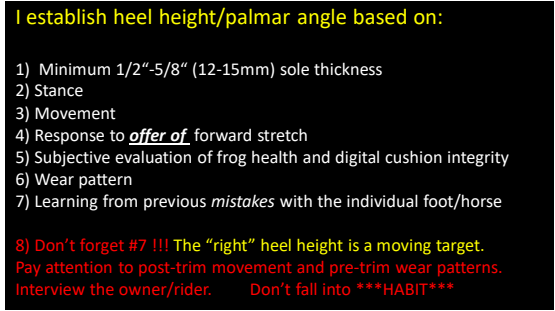 I establish heel height/palmar angle based on:
1) Minimum 1/2“-5/8“ (12-15mm) sole thickness
2) Stance
3) Movement
4) Response to offer of forward stretch
5) Subjective evaluation of frog health and digital cushion integrity
6) Wear pattern
7) Learning from previous mistakes with the individual foot/horse
8) Don’t forget #7 !!! The “right” heel height is a moving target.
Pay attention to post-trim movement and pre-trim wear patterns.
Interview the owner/rider. Don’t fall into ***HABIT***